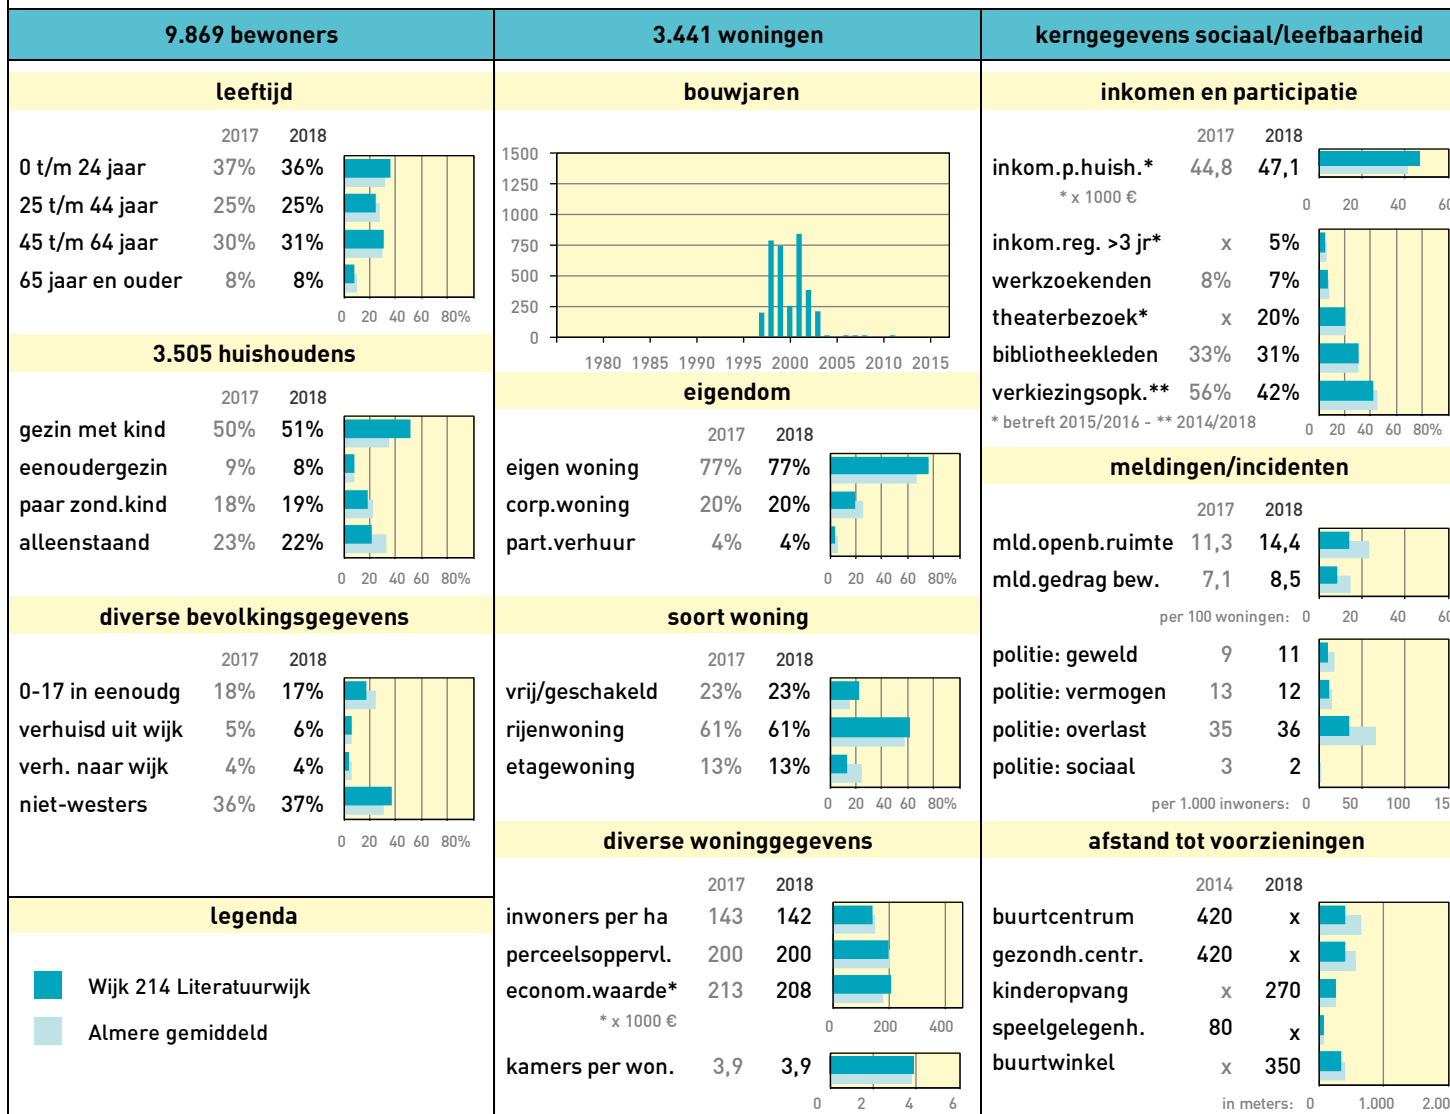 9.869 bewoners
leeftijd
2017 2018
0 t/m 24 jaar 37% 36%
25 t/m 44 jaar 25% 25%
45 t/m 64 jaar 30% 31%
65 jaar en ouder 8% 8%
0 20 40 60 80%
3.505 huishoudens
2017 2018
gezin met kind 50% 51%
eenoudergezin 9% 8%
paar zond.kind 18% 19%
alleenstaand 23% 22%
0 20 40 60 80%
diverse bevolkingsgegevens
2017 2018
0-17 in eenoudg 18% 17%
verhuisd uit wijk 5% 6%
verh. naar wijk 4% 4%
niet-westers 36% 37%
0 20 40 60 80%
legenda
Wijk 214 Literatuurwijk
Almere gemiddeld
3.441 woningen
bouwjaren
1500
1250
1000
750
500
250
0
1980 1985 1990 1995 2000 2005 2010 2015
eigendom
2017 2018
eigen woning 77% 77%
corp.woning 20% 20%
part.verhuur 4% 4%
0 20 40 60 80%
soort woning
2017 2018
vrij/geschakeld 23% 23%
rijenwoning 61% 61%
etagewoning 13% 13%
0 20 40 60 80%
diverse woninggegevens
2017 2018
inwoners per ha 143 142
perceelsoppervl. 200 200
econom.waarde* 213 208
* x 1000 €
0 200 400
kamers per won. 3,9 3,9
0 2 4 6
kerngegevens sociaal/leefbaarheid
inkomen en participatie
2017 2018
inkom.p.huish.* 44,8 47,1
* x 1000 €
0 20 40 60
inkom.reg. >3 jr* x 5%
werkzoekenden 8% 7%
theaterbezoek* x 20%
bibliotheekleden 33% 31%
verkiezingsopk.** 56% 42%
* betreft 2015/2016 - ** 2014/2018
0 20 40 60 80%
meldingen/incidenten
2017 2018
mld.openb.ruimte 11,3 14,4
mld.gedrag bew. 7,1 8,5
per 100 woningen: 0 20 40 60
politie: geweld 9 11
politie: vermogen 13 12
politie: overlast 35 36
politie: sociaal 3 2
per 1.000 inwoners: 0 50 100 15
afstand tot voorzieningen
2014 2018
buurtcentrum 420 x
gezondh.centr. 420 x
kinderopvang x 270
speelgelegenh. 80 x
buurtwinkel x 350
in meters: 0 1.000 2.00